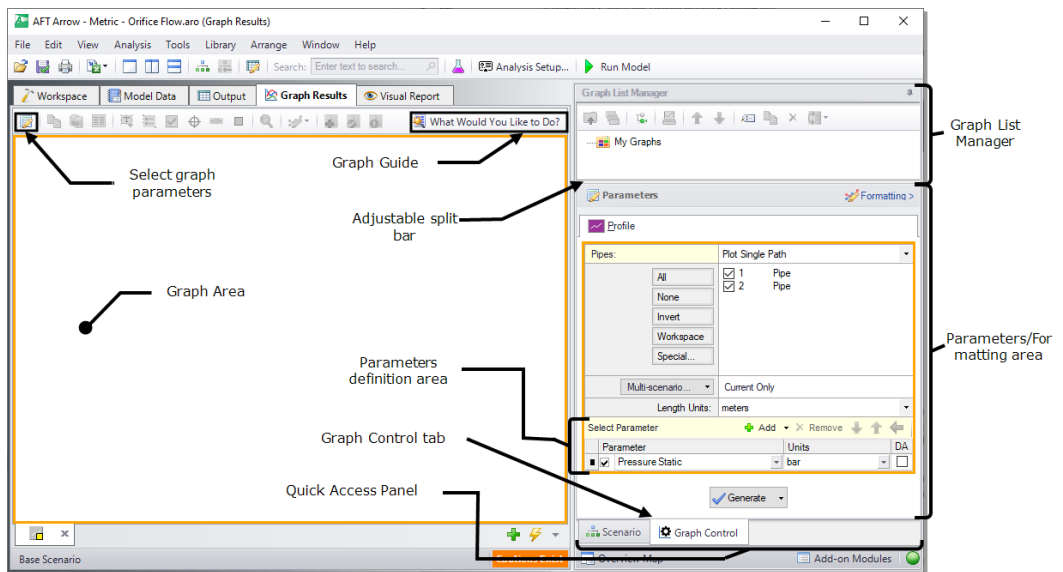 AFT Arrow - Metric - Orifice Flow.aro (Graph Results)
File Edit View Analysis Tools Library Arrange Window Help
Search: Enter text to search... Analysis Setup... Run Model
Workspace Model Data Output Graph Results Visual Report
What Would You Like to Do?
Graph List Manager
My Graphs
Graph List
Manager
Graph Guide
Select graph
parameters
Adjustable split
bar
Graph Area
Parameters
definition area
Graph Control tab
Quick Access Panel
Parameters Formatting >
Profile
Pipes: Plot Single Path
All
None
Invert
Workspace
Special...
1 Pipe
2 Pipe
Multi-scenario... Current Only
Length Units: meters
Select Parameter Add Remove
Parameter Units DA
Pressure Static bar
Generate
Parameters/For
matting area
Scenario Graph Control
Base Scenario
Overview Map Add-on Modules